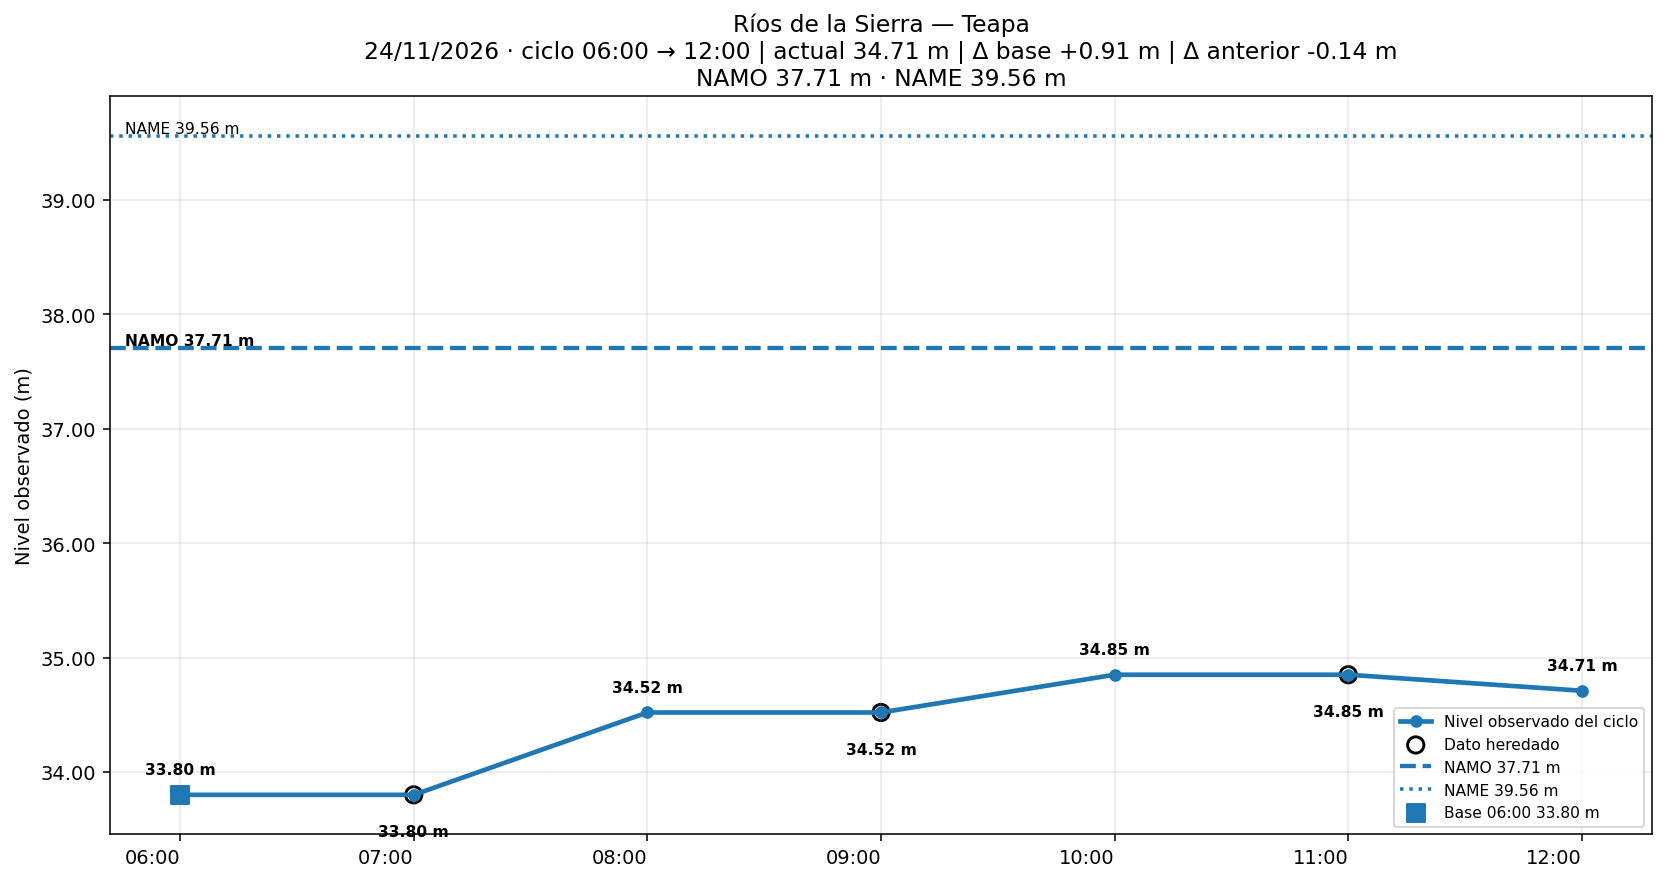 Ríos de la Sierra — Teapa
24/11/2026 · ciclo 06:00 → 12:00 | actual 34.71 m | Δ base +0.91 m | Δ anterior -0.14 m
NAMO 37.71 m · NAME 39.56 m
NAME 39.56 m
39.00
38.00
NAMO 37.71 m
37.00
Nivel observado (m)
36.00
35.00
34.85 m
34.71 m
34.52 m
34.85 m
34.52 m
34.00
33.80 m
33.80 m
Nivel observado del ciclo
Dato heredado
NAMO 37.71 m
NAME 39.56 m
Base 06:00 33.80 m
06:00
07:00
08:00
09:00
10:00
11:00
12:00